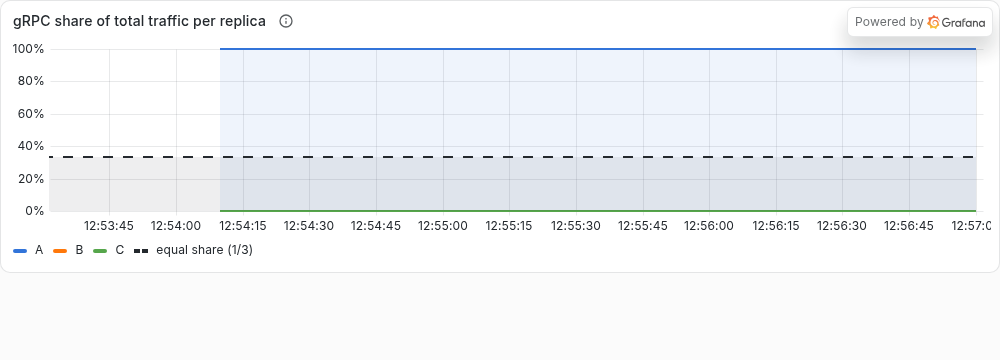 gRPC share of total traffic per replica
Powered by Grafana
100%
80%
60%
40%
20%
0%
12:53:45 12:54:00 12:54:15 12:54:30 12:54:45 12:55:00 12:55:15 12:55:30 12:55:45 12:56:00 12:56:15 12:56:30 12:56:45 12:57:0
A B C equal share (1/3)